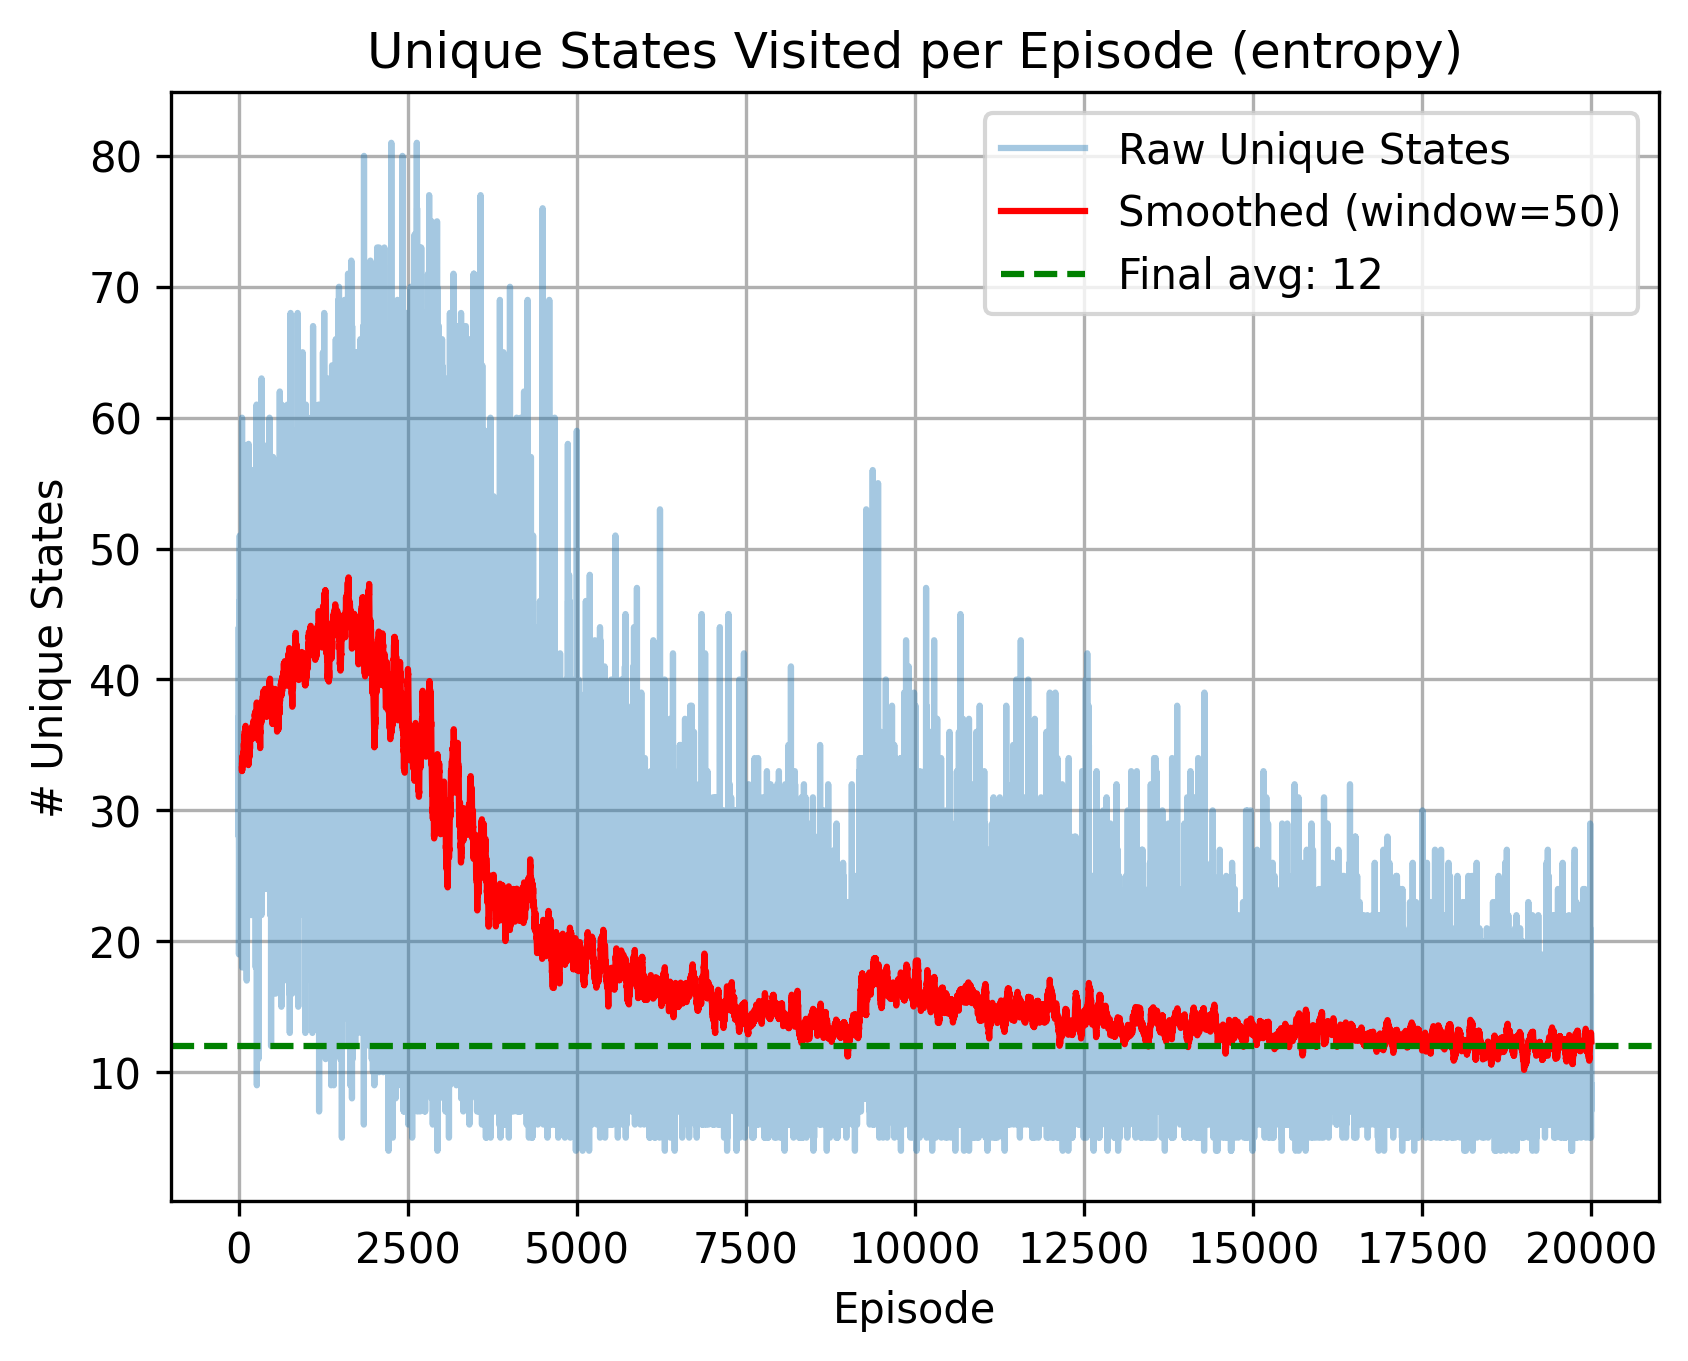 Unique States Visited per Episode (entropy)
Raw Unique States
Smoothed (window=50)
Final avg: 12
# Unique States
80
70
60
50
40
30
20
10
0 2500 5000 7500 10000 12500 15000 17500 20000
Episode